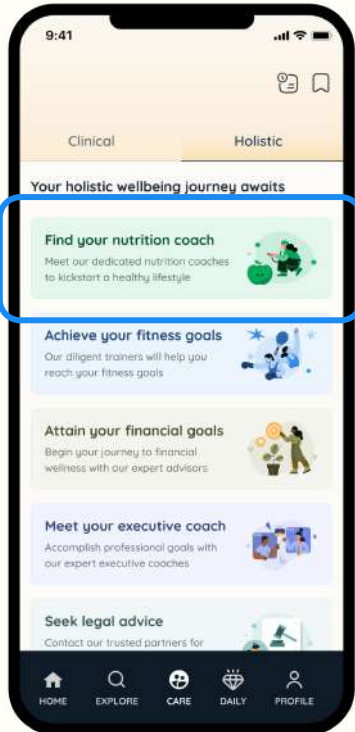 9:41
Clinical Holistic
Your holistic wellbeing journey awaits
Find your nutrition coach
Meet our dedicated nutrition coaches
to kickstart a healthy lifestyle
Achieve your fitness goals
Our diligent trainers will help you
reach your fitness goals
Attain your financial goals
Begin your journey to financial
wellness with our expert advisors
Meet your executive coach
Accomplish professional goals with
our expert executive coaches
Seek legal advice
Contact our trusted partners for
HOME EXPLORE CARE DAILY PROFILE